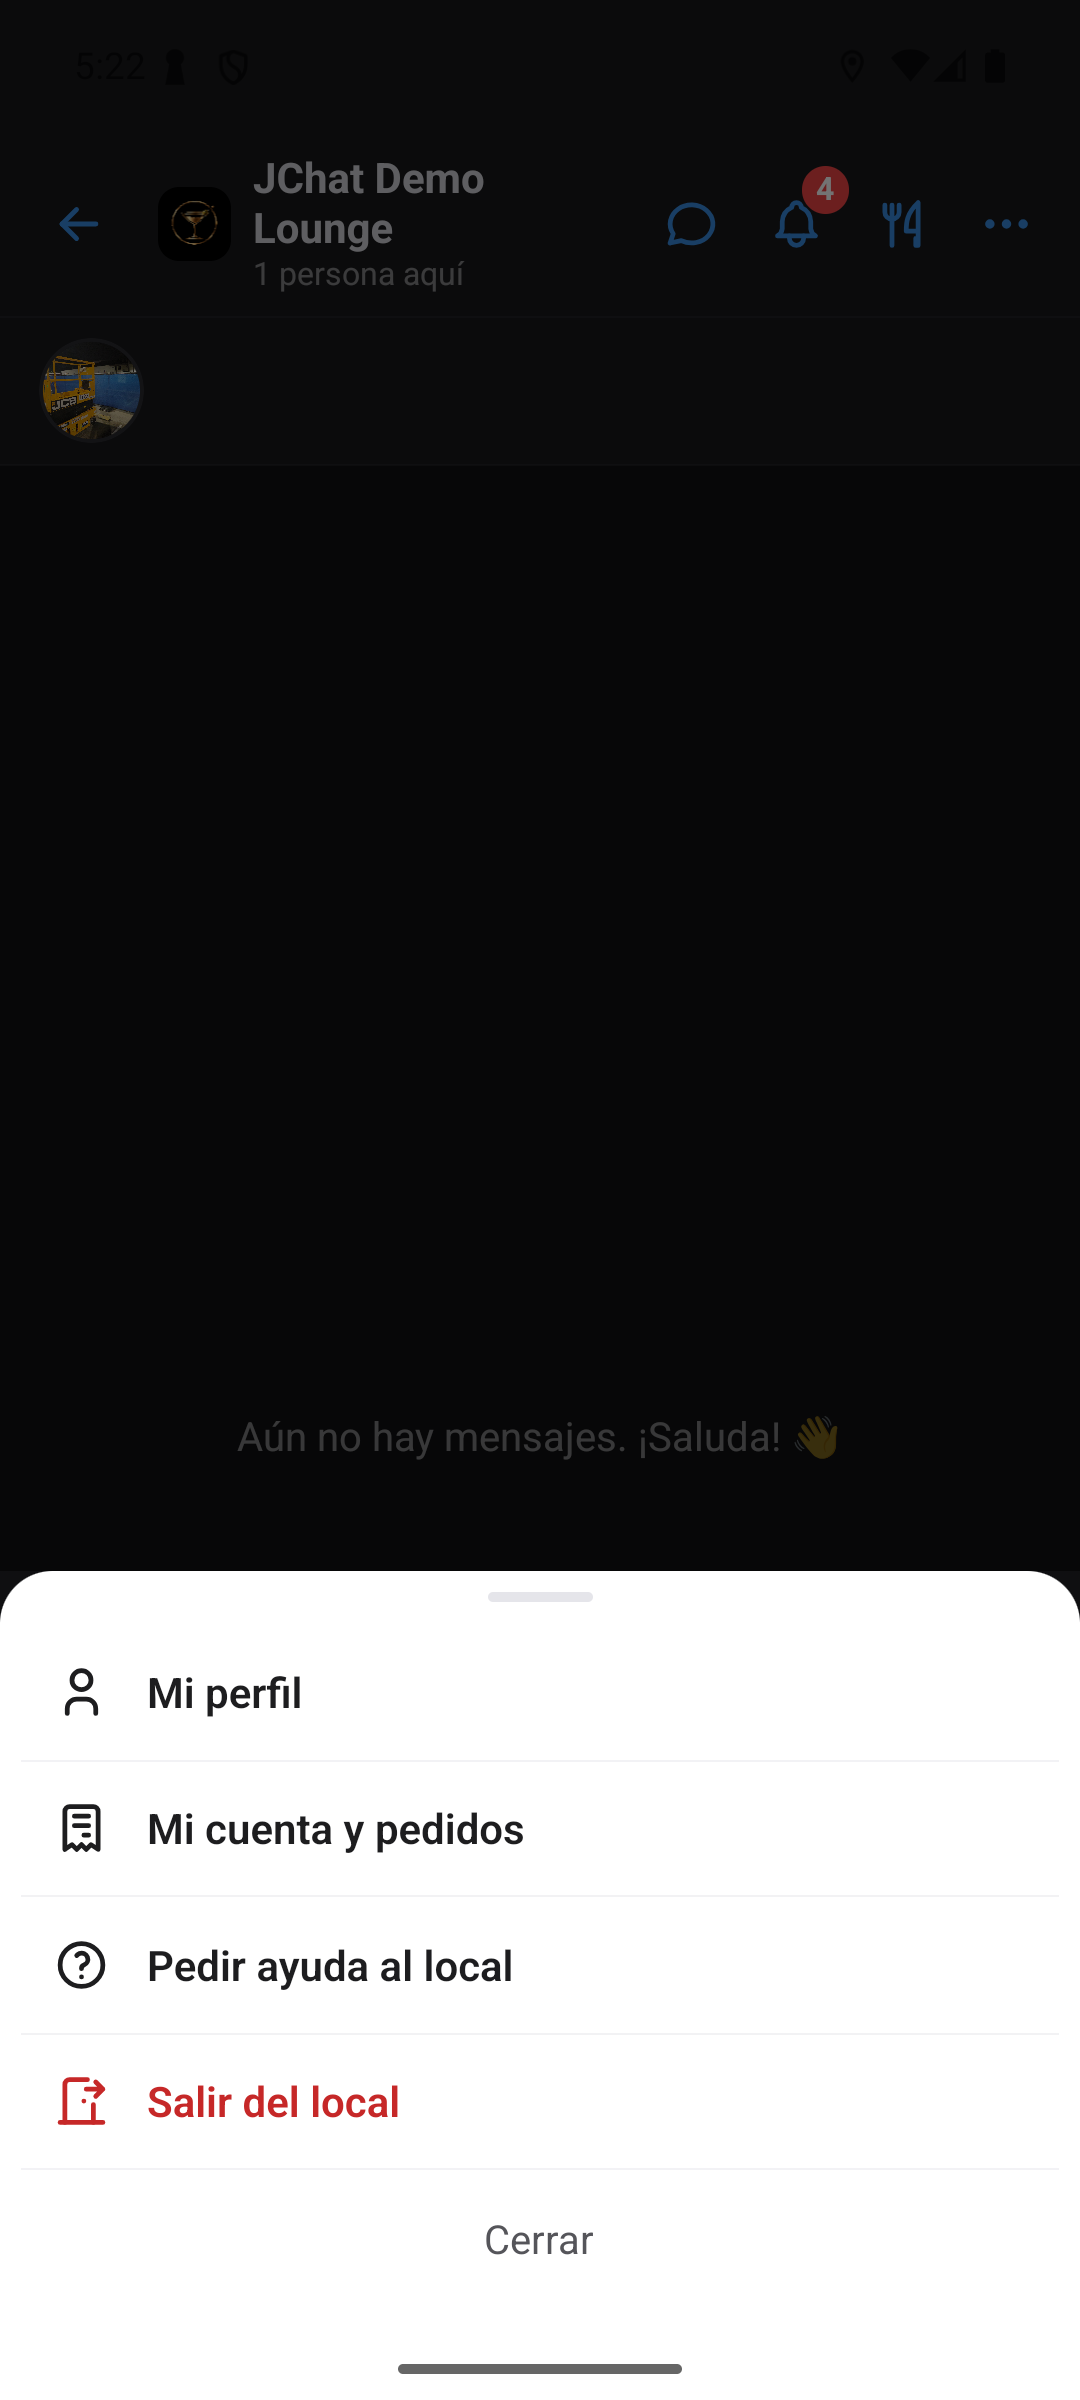 5:22
JChat Demo
Lounge
1 persona aquí
4
JCB
Aún no hay mensajes. ¡Saluda! 👋
Mi perfil
Mi cuenta y pedidos
Pedir ayuda al local
Salir del local
Cerrar